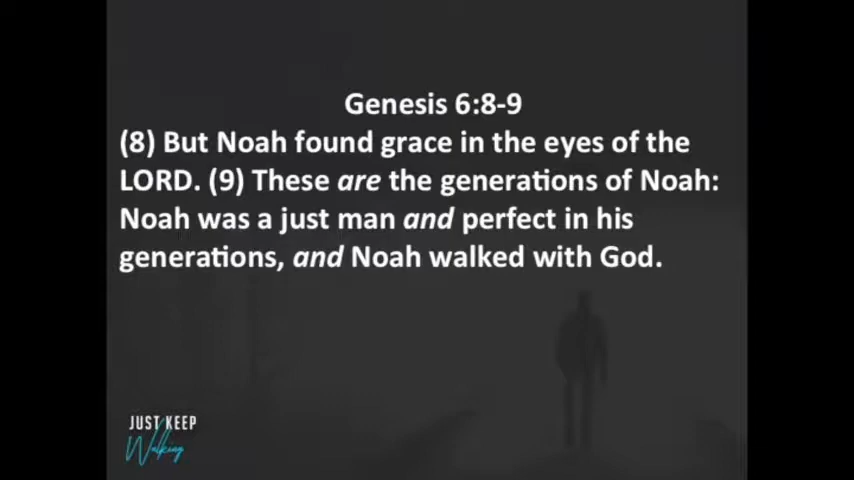 Genesis 6:8-9
(8) But Noah found grace in the eyes of the
LORD. (9) These are the generations of Noah:
Noah was a just man and perfect in his
generations, and Noah walked with God.
JUST KEEP
Walking